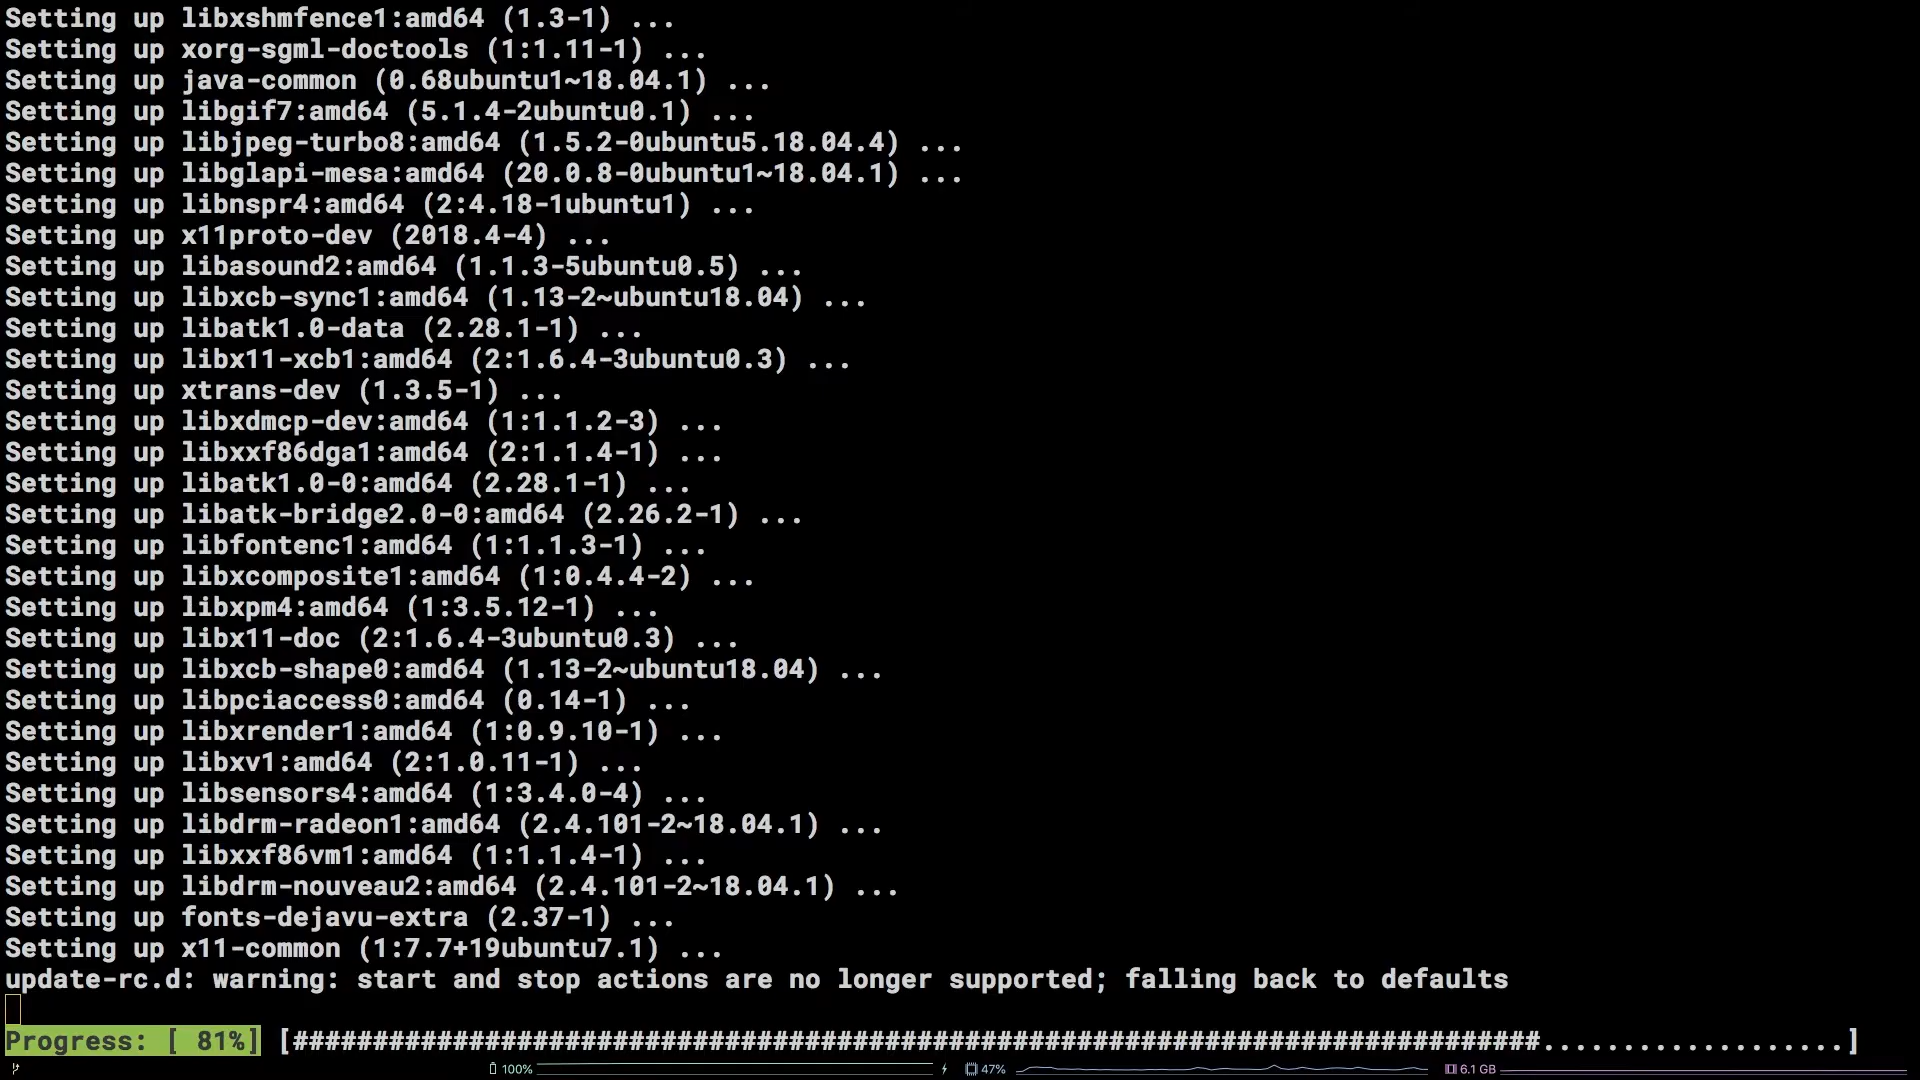 Setting up libxshmfence1:amd64 (1.3-1) ...
Setting up xorg-sgml-doctools (1:1.11-1) ...
Setting up java-common (0.68ubuntu1~18.04.1) ...
Setting up libgif7:amd64 (5.1.4-2ubuntu0.1) ...
Setting up libjpeg-turbo8:amd64 (1.5.2-0ubuntu5.18.04.4) ...
Setting up libglapi-mesa:amd64 (20.0.8-0ubuntu1~18.04.1) ...
Setting up libnspr4:amd64 (2:4.18-1ubuntu1) ...
Setting up x11proto-dev (2018.4-4) ...
Setting up libasound2:amd64 (1.1.3-5ubuntu0.5) ...
Setting up libxcb-sync1:amd64 (1.13-2~ubuntu18.04) ...
Setting up libatk1.0-data (2.28.1-1) ...
Setting up libx11-xcb1:amd64 (2:1.6.4-3ubuntu0.3) ...
Setting up xtrans-dev (1.3.5-1) ...
Setting up libxdmcp-dev:amd64 (1:1.1.2-3) ...
Setting up libxxf86dga1:amd64 (2:1.1.4-1) ...
Setting up libatk1.0-0:amd64 (2.28.1-1) ...
Setting up libatk-bridge2.0-0:amd64 (2.26.2-1) ...
Setting up libfontenc1:amd64 (1:1.1.3-1) ...
Setting up libxcomposite1:amd64 (1:0.4.4-2) ...
Setting up libxpm4:amd64 (1:3.5.12-1) ...
Setting up libx11-doc (2:1.6.4-3ubuntu0.3) ...
Setting up libxcb-shape0:amd64 (1.13-2~ubuntu18.04) ...
Setting up libpciaccess0:amd64 (0.14-1) ...
Setting up libxrender1:amd64 (1:0.9.10-1) ...
Setting up libxv1:amd64 (2:1.0.11-1) ...
Setting up libsensors4:amd64 (1:3.4.0-4) ...
Setting up libdrm-radeon1:amd64 (2.4.101-2~18.04.1) ...
Setting up libxxf86vm1:amd64 (1:1.1.4-1) ...
Setting up libdrm-nouveau2:amd64 (2.4.101-2~18.04.1) ...
Setting up fonts-dejavu-extra (2.37-1) ...
Setting up x11-common (1:7.7+19ubuntu7.1) ...
update-rc.d: warning: start and stop actions are no longer supported; falling back to defaults
Progress: [ 81%] [##############################################################################...................]
100% 47% 6.1 GB